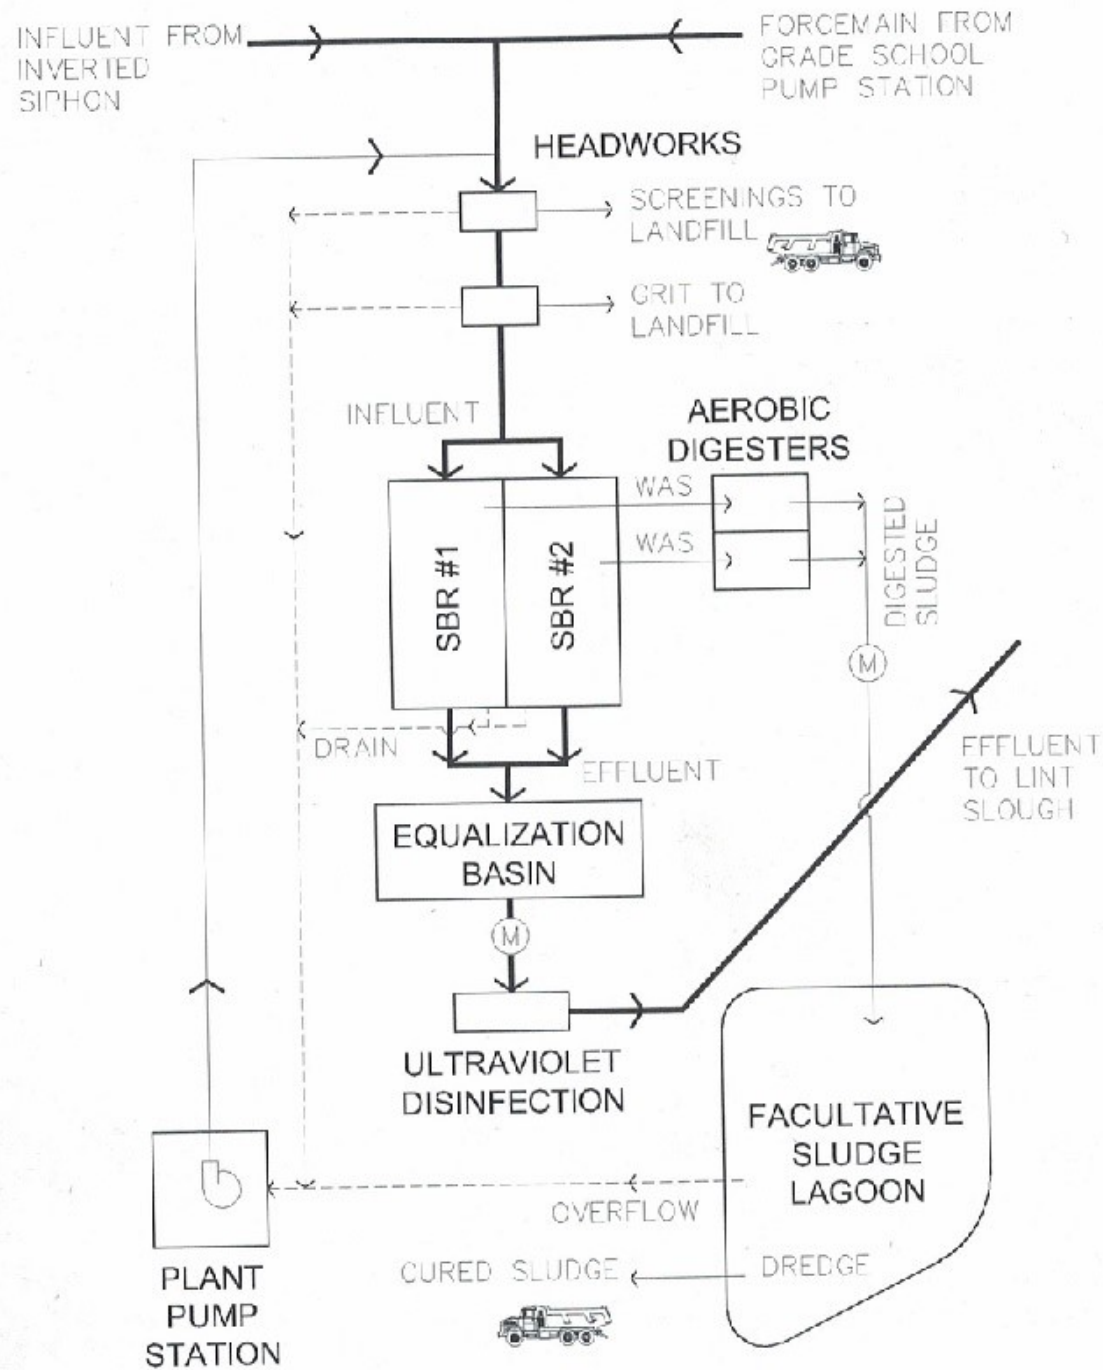 INFLUENT FROM
INVERTED
SIPHON
FORCEMAIN FROM
GRADE SCHOOL
PUMP STATION
HEADWORKS
SCREENINGS TO
LANDFILL
GRIT TO
LANDFILL
INFLUENT
AEROBIC
DIGESTERS
WAS
WAS
SBR #1
SBR #2
DIGESTED
SLUDGE
M
DRAIN
EFFLUENT
EFFLUENT
TO LINT
SLOUGH
EQUALIZATION
BASIN
M
ULTRAVIOLET
DISINFECTION
FACULTATIVE
SLUDGE
LAGOON
OVERFLOW
CURED SLUDGE
DREDGE
PLANT
PUMP
STATION